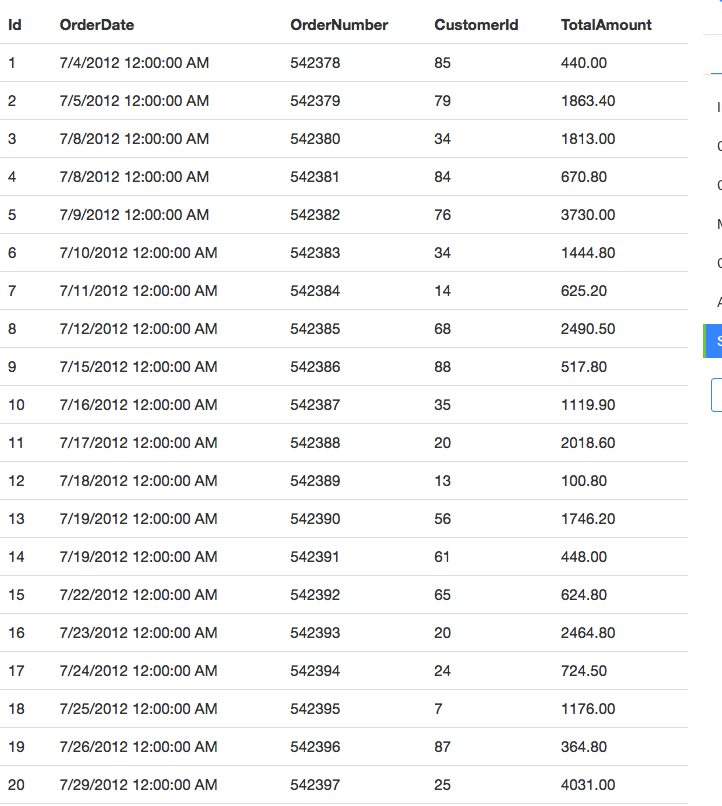 Id OrderDate OrderNumber CustomerId TotalAmount
1 7/4/2012 12:00:00 AM 542378 85 440.00
2 7/5/2012 12:00:00 AM 542379 79 1863.40
3 7/8/2012 12:00:00 AM 542380 34 1813.00
4 7/8/2012 12:00:00 AM 542381 84 670.80
5 7/9/2012 12:00:00 AM 542382 76 3730.00
6 7/10/2012 12:00:00 AM 542383 34 1444.80
7 7/11/2012 12:00:00 AM 542384 14 625.20
8 7/12/2012 12:00:00 AM 542385 68 2490.50
9 7/15/2012 12:00:00 AM 542386 88 517.80
10 7/16/2012 12:00:00 AM 542387 35 1119.90
11 7/17/2012 12:00:00 AM 542388 20 2018.60
12 7/18/2012 12:00:00 AM 542389 13 100.80
13 7/19/2012 12:00:00 AM 542390 56 1746.20
14 7/19/2012 12:00:00 AM 542391 61 448.00
15 7/22/2012 12:00:00 AM 542392 65 624.80
16 7/23/2012 12:00:00 AM 542393 20 2464.80
17 7/24/2012 12:00:00 AM 542394 24 724.50
18 7/25/2012 12:00:00 AM 542395 7 1176.00
19 7/26/2012 12:00:00 AM 542396 87 364.80
20 7/29/2012 12:00:00 AM 542397 25 4031.00